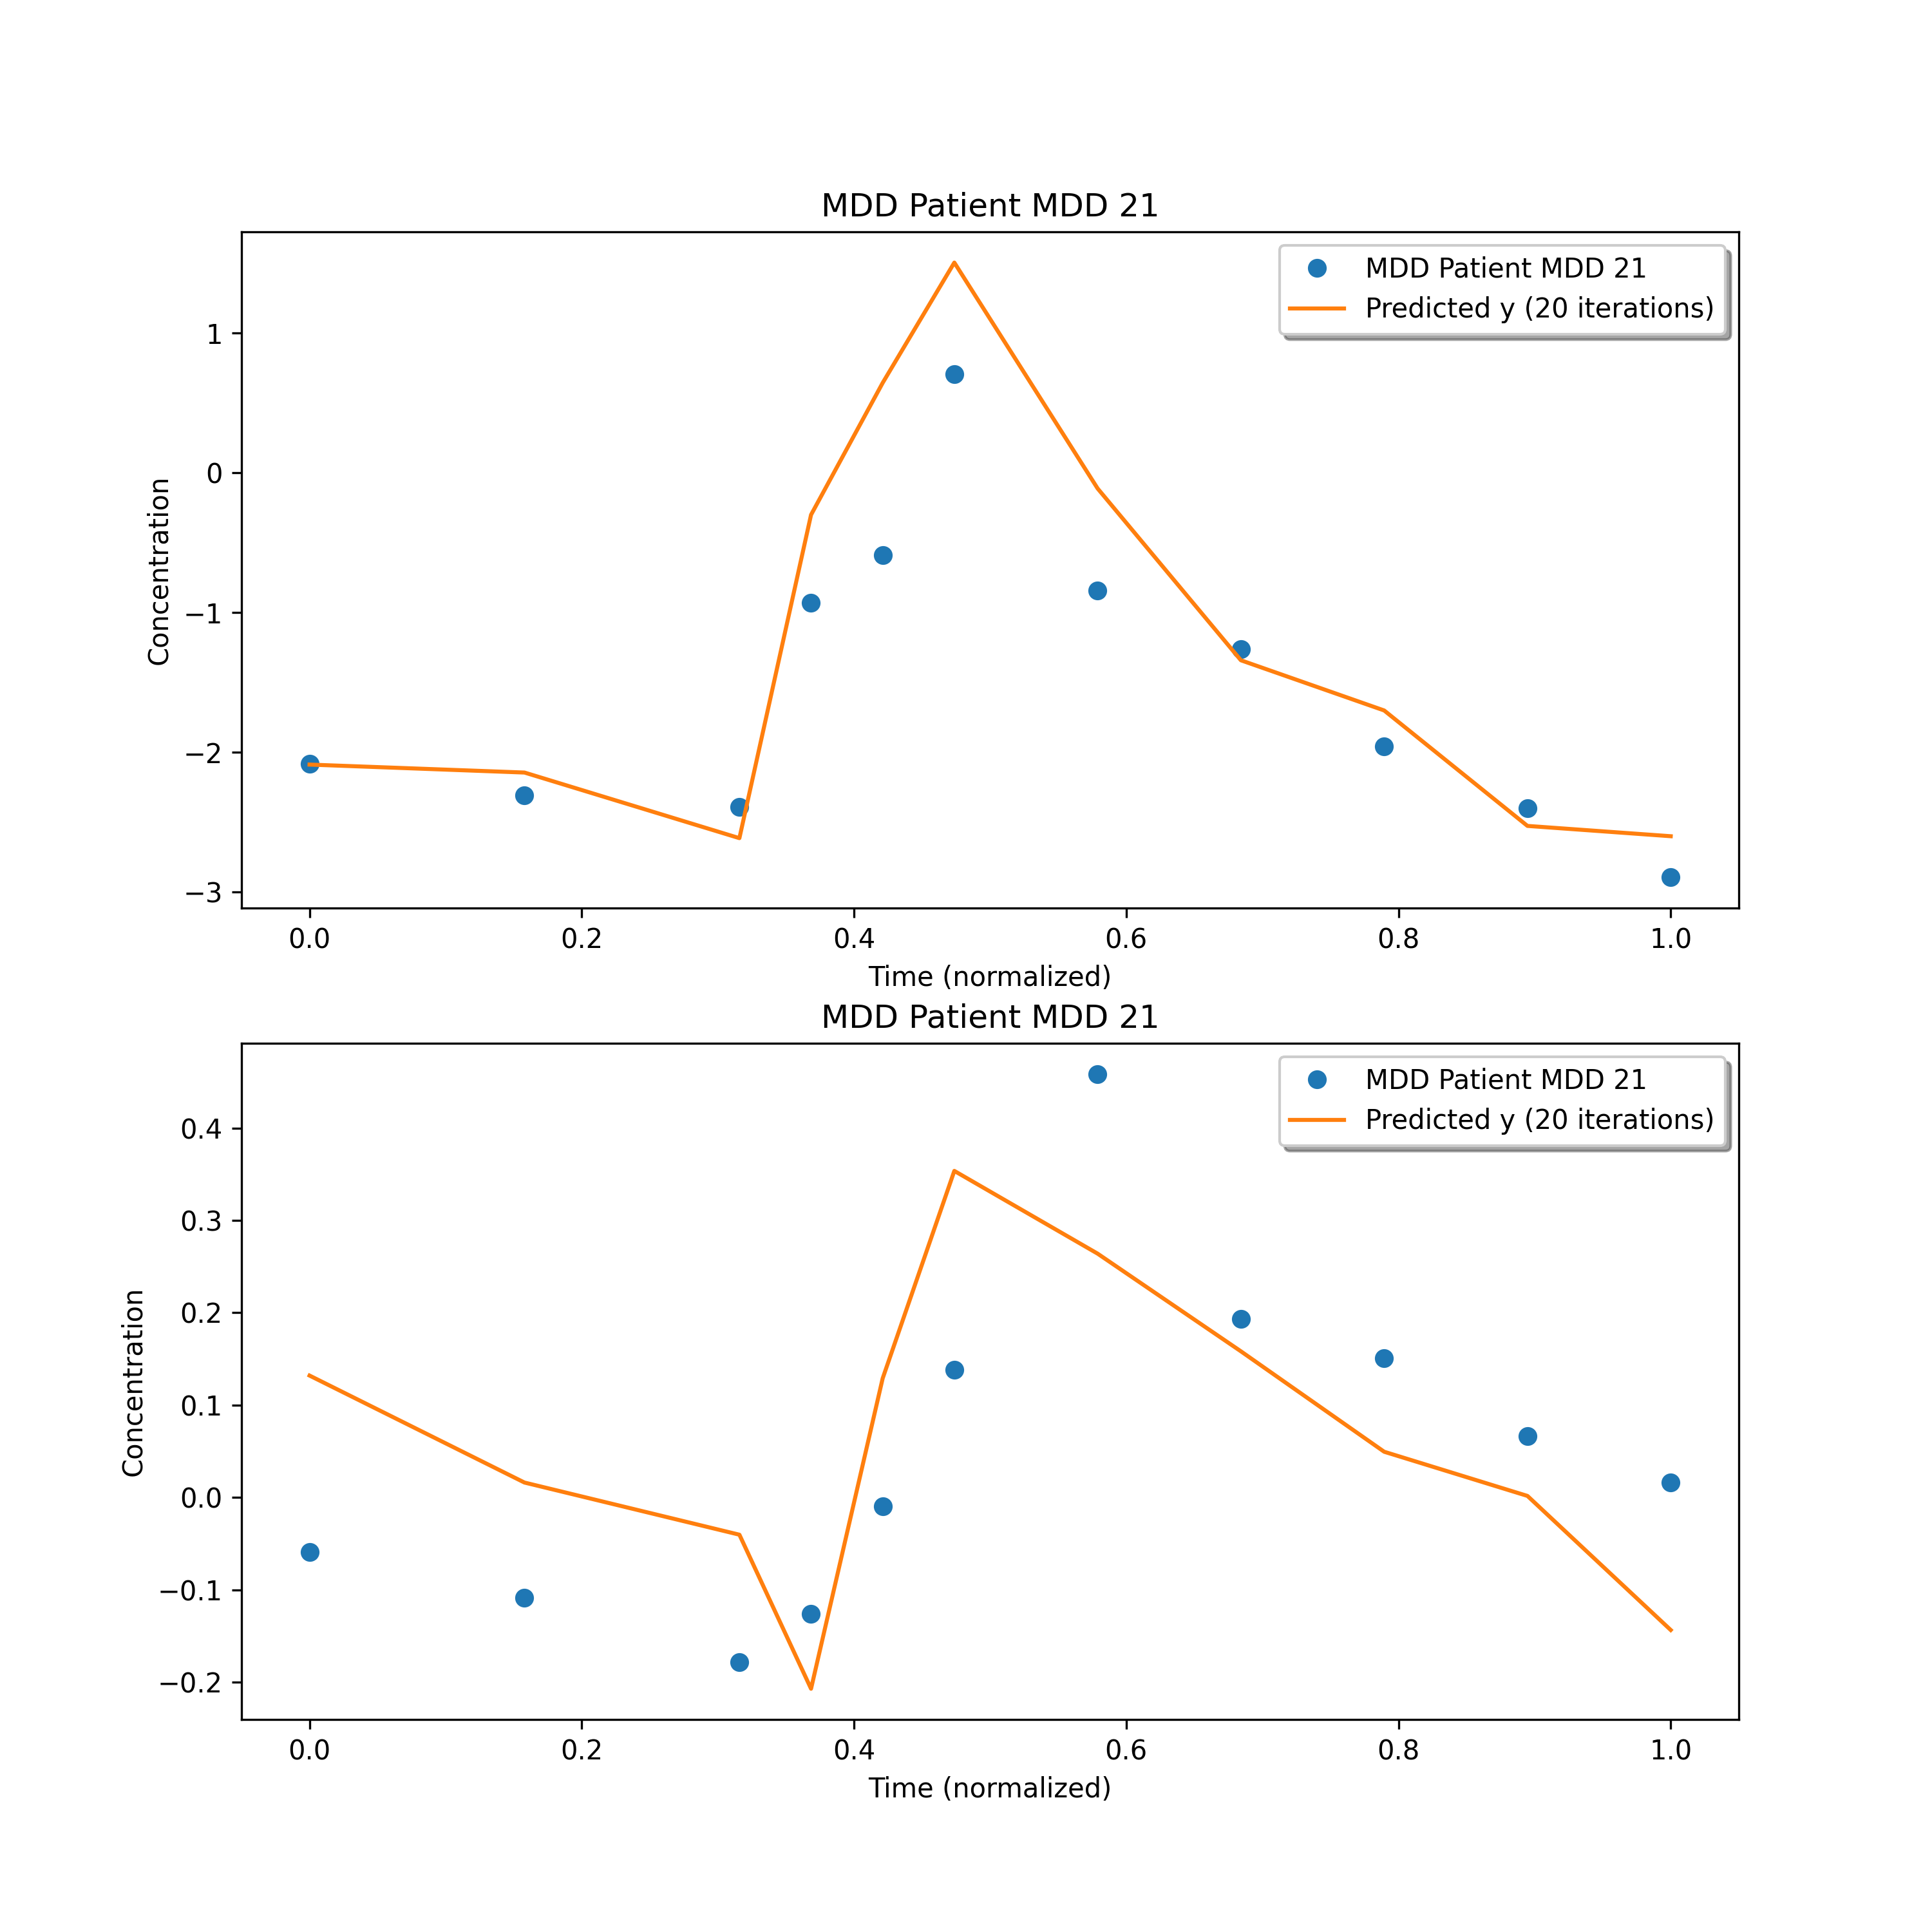 MDD Patient MDD 21
MDD Patient MDD 21
Predicted y (20 iterations)
Concentration
1
0
−1
−2
−3
0.0 0.2 0.4 0.6 0.8 1.0
Time (normalized)
MDD Patient MDD 21
MDD Patient MDD 21
Predicted y (20 iterations)
Concentration
0.4
0.3
0.2
0.1
0.0
−0.1
−0.2
0.0 0.2 0.4 0.6 0.8 1.0
Time (normalized)